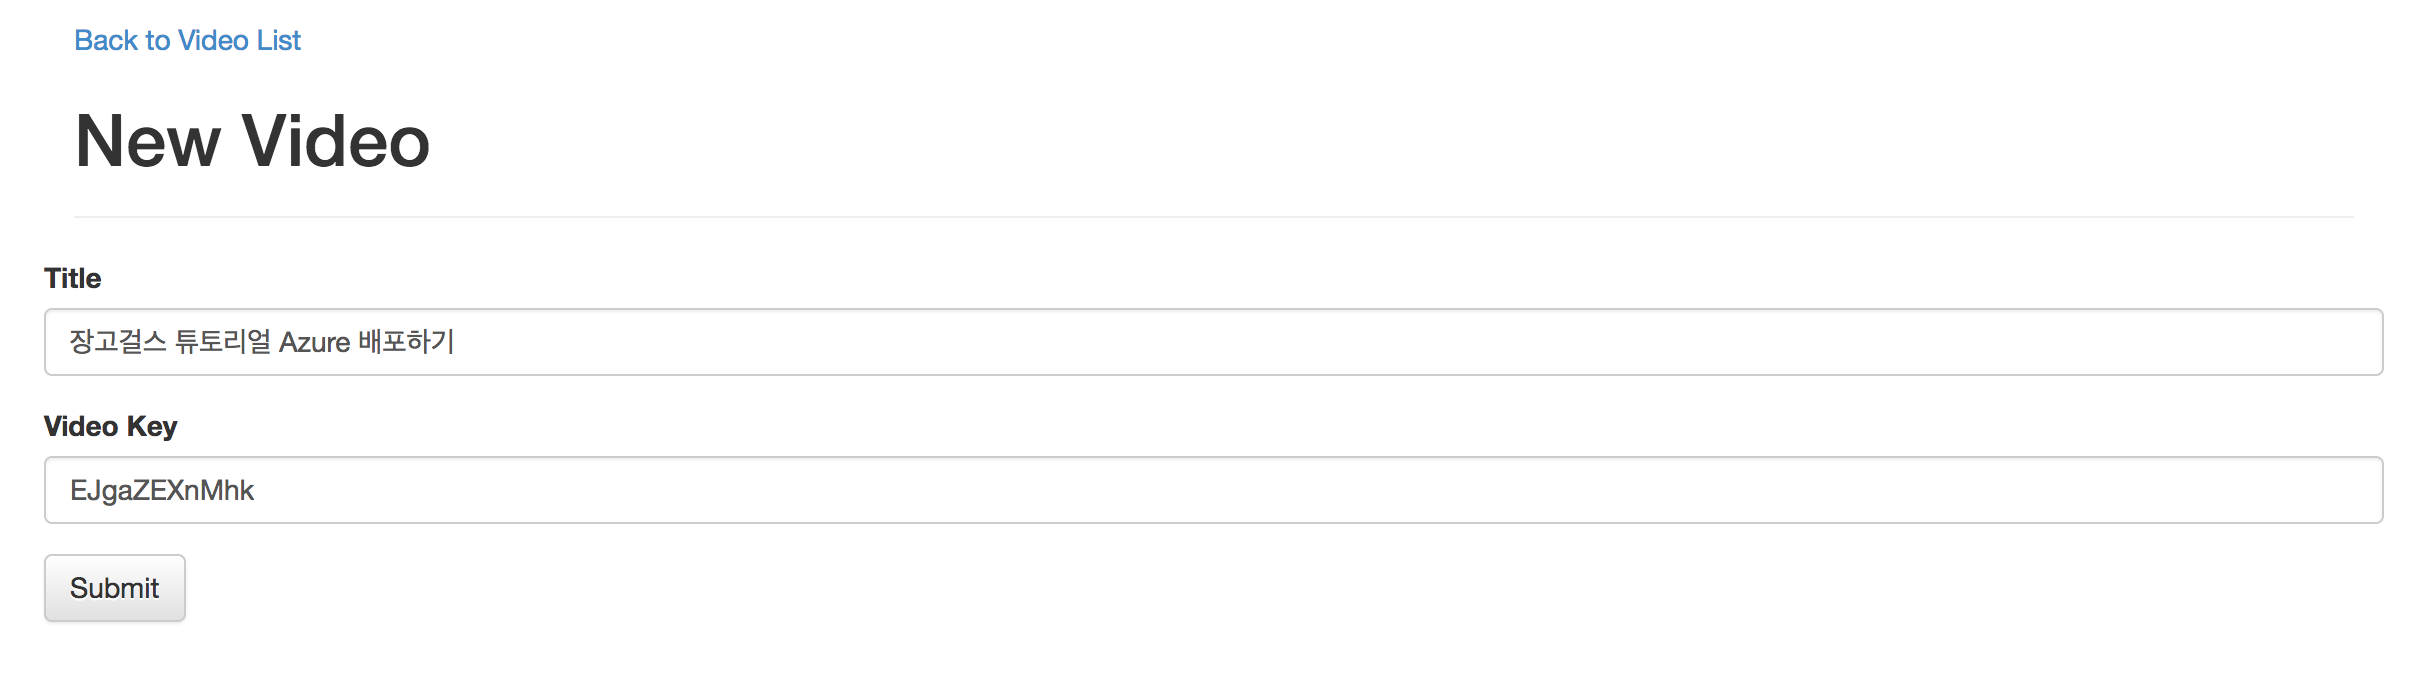 Back to Video List
New Video
Title
장고걸스 튜토리얼 Azure 배포하기
Video Key
EJgaZEXnMhk
Submit